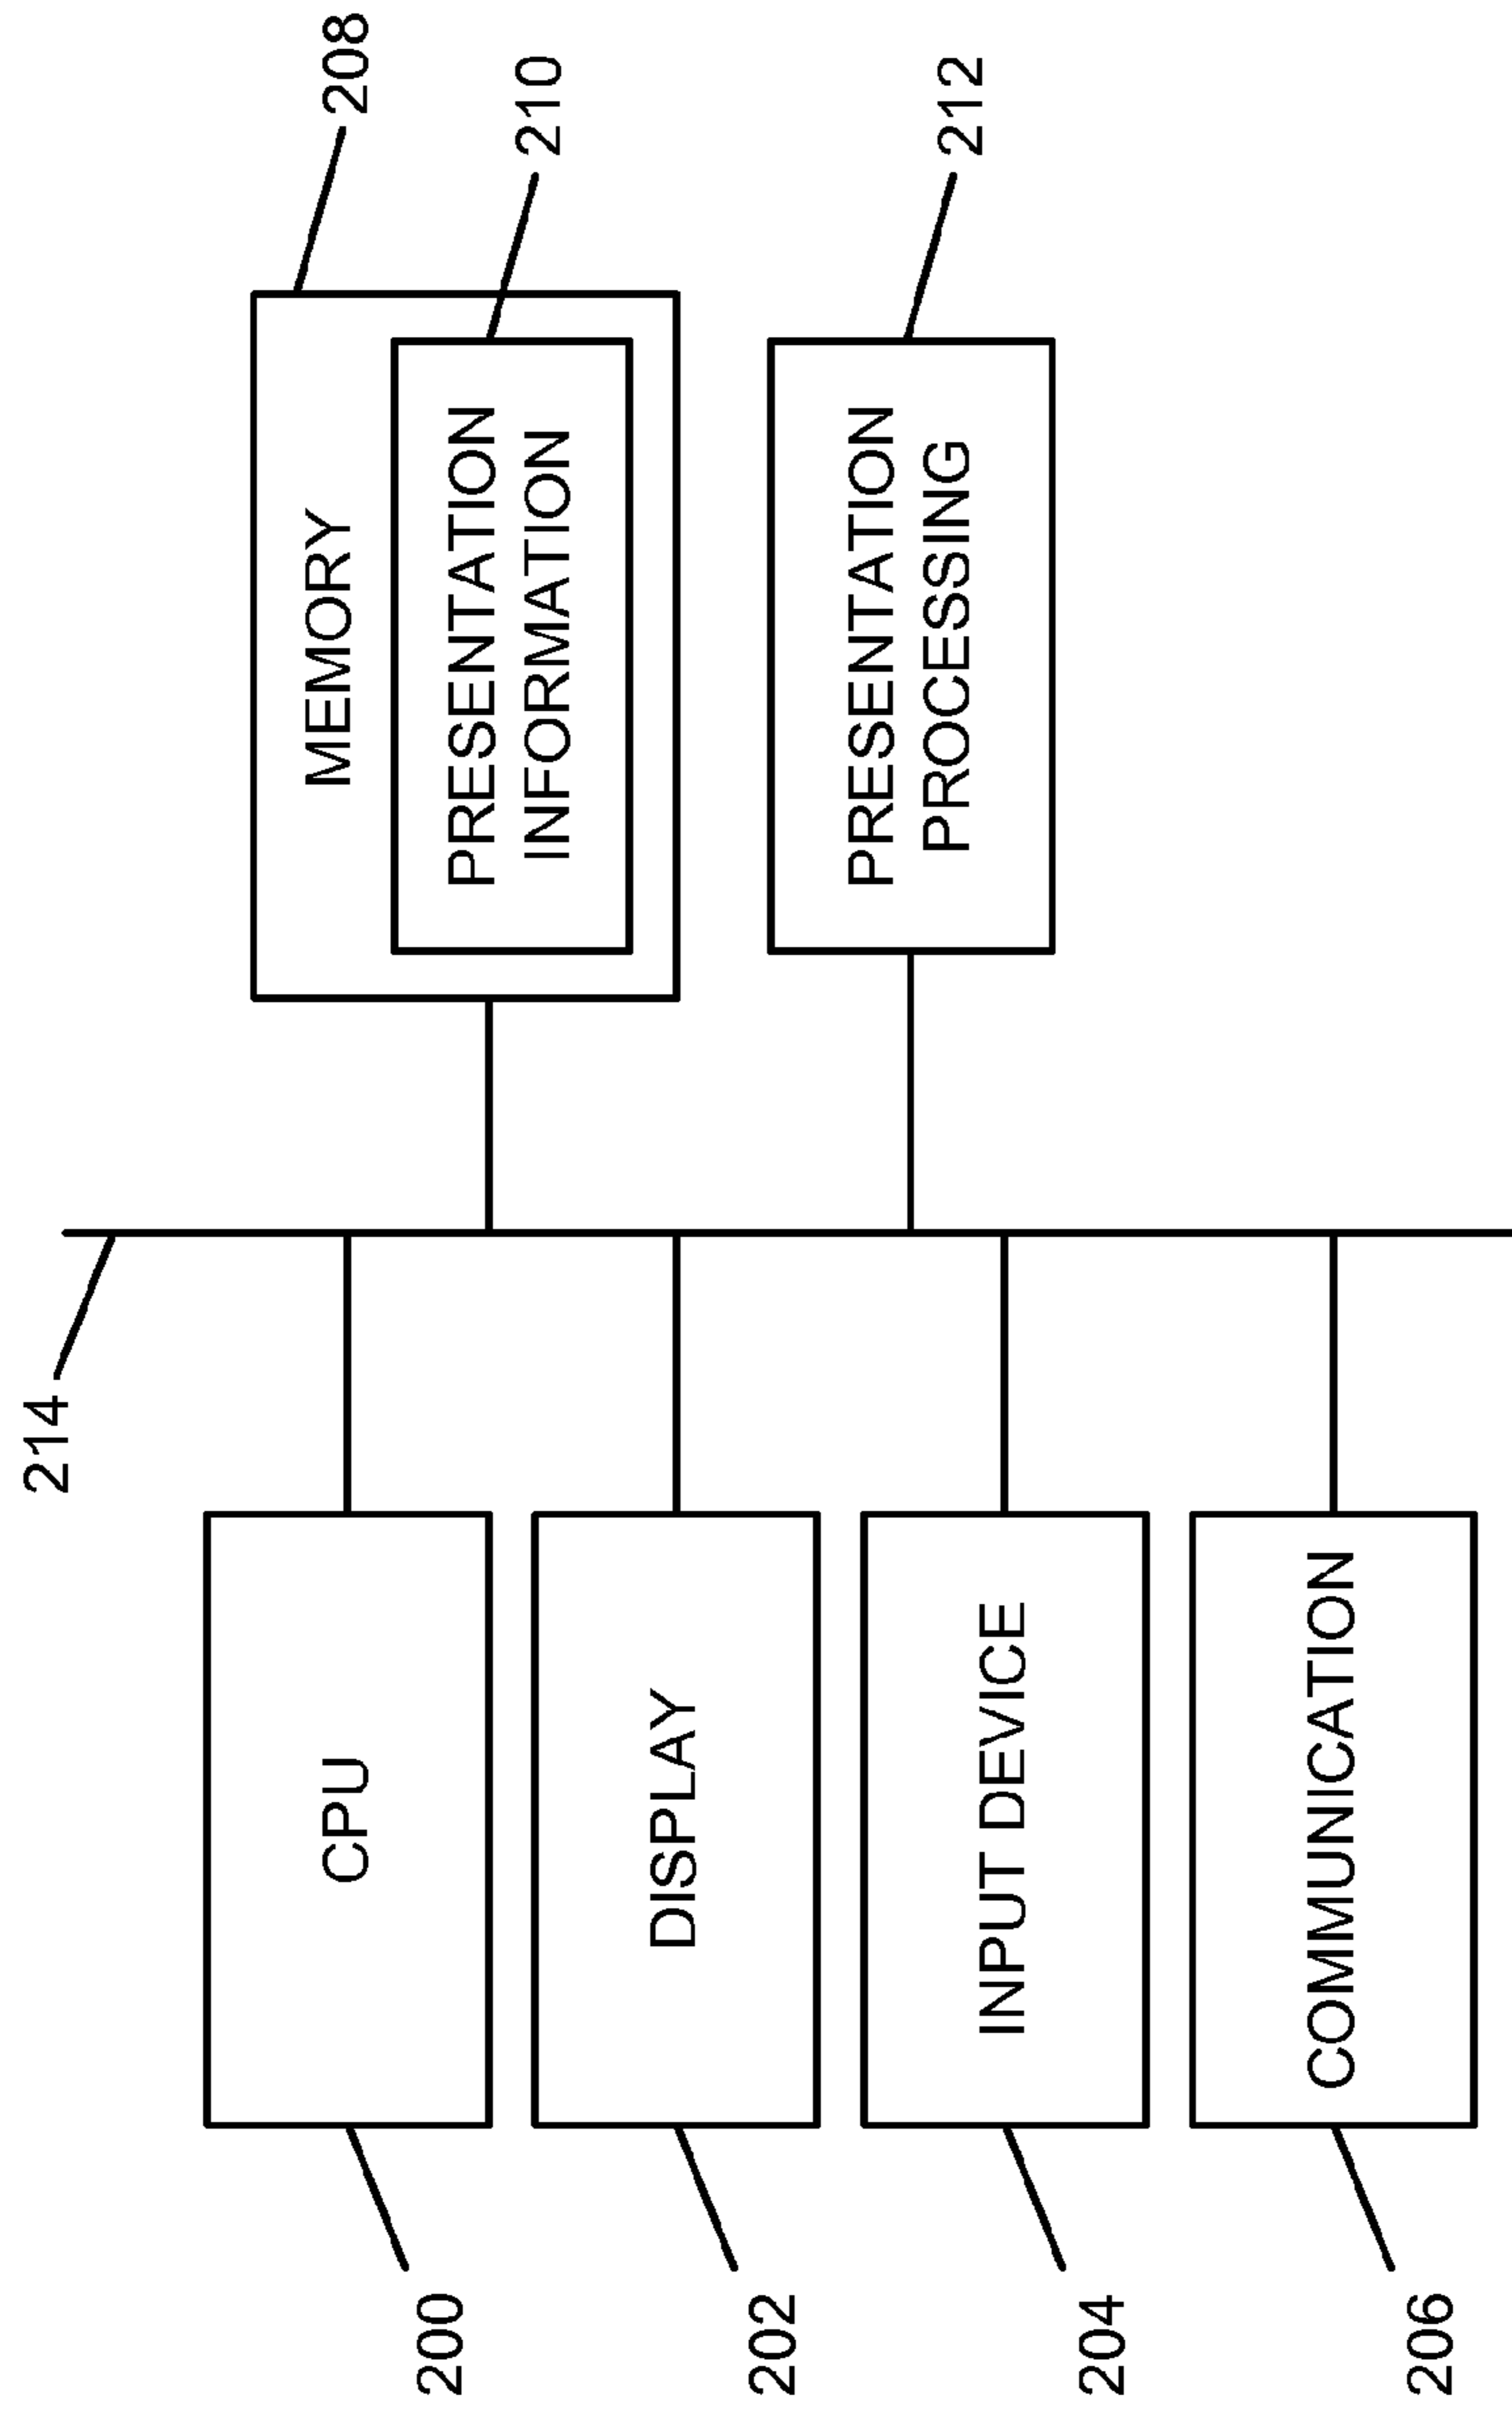 214
CPU
200
DISPLAY
202
INPUT DEVICE
204
COMMUNICATION
206
MEMORY
208
PRESENTATION
INFORMATION
210
PRESENTATION
PROCESSING
212